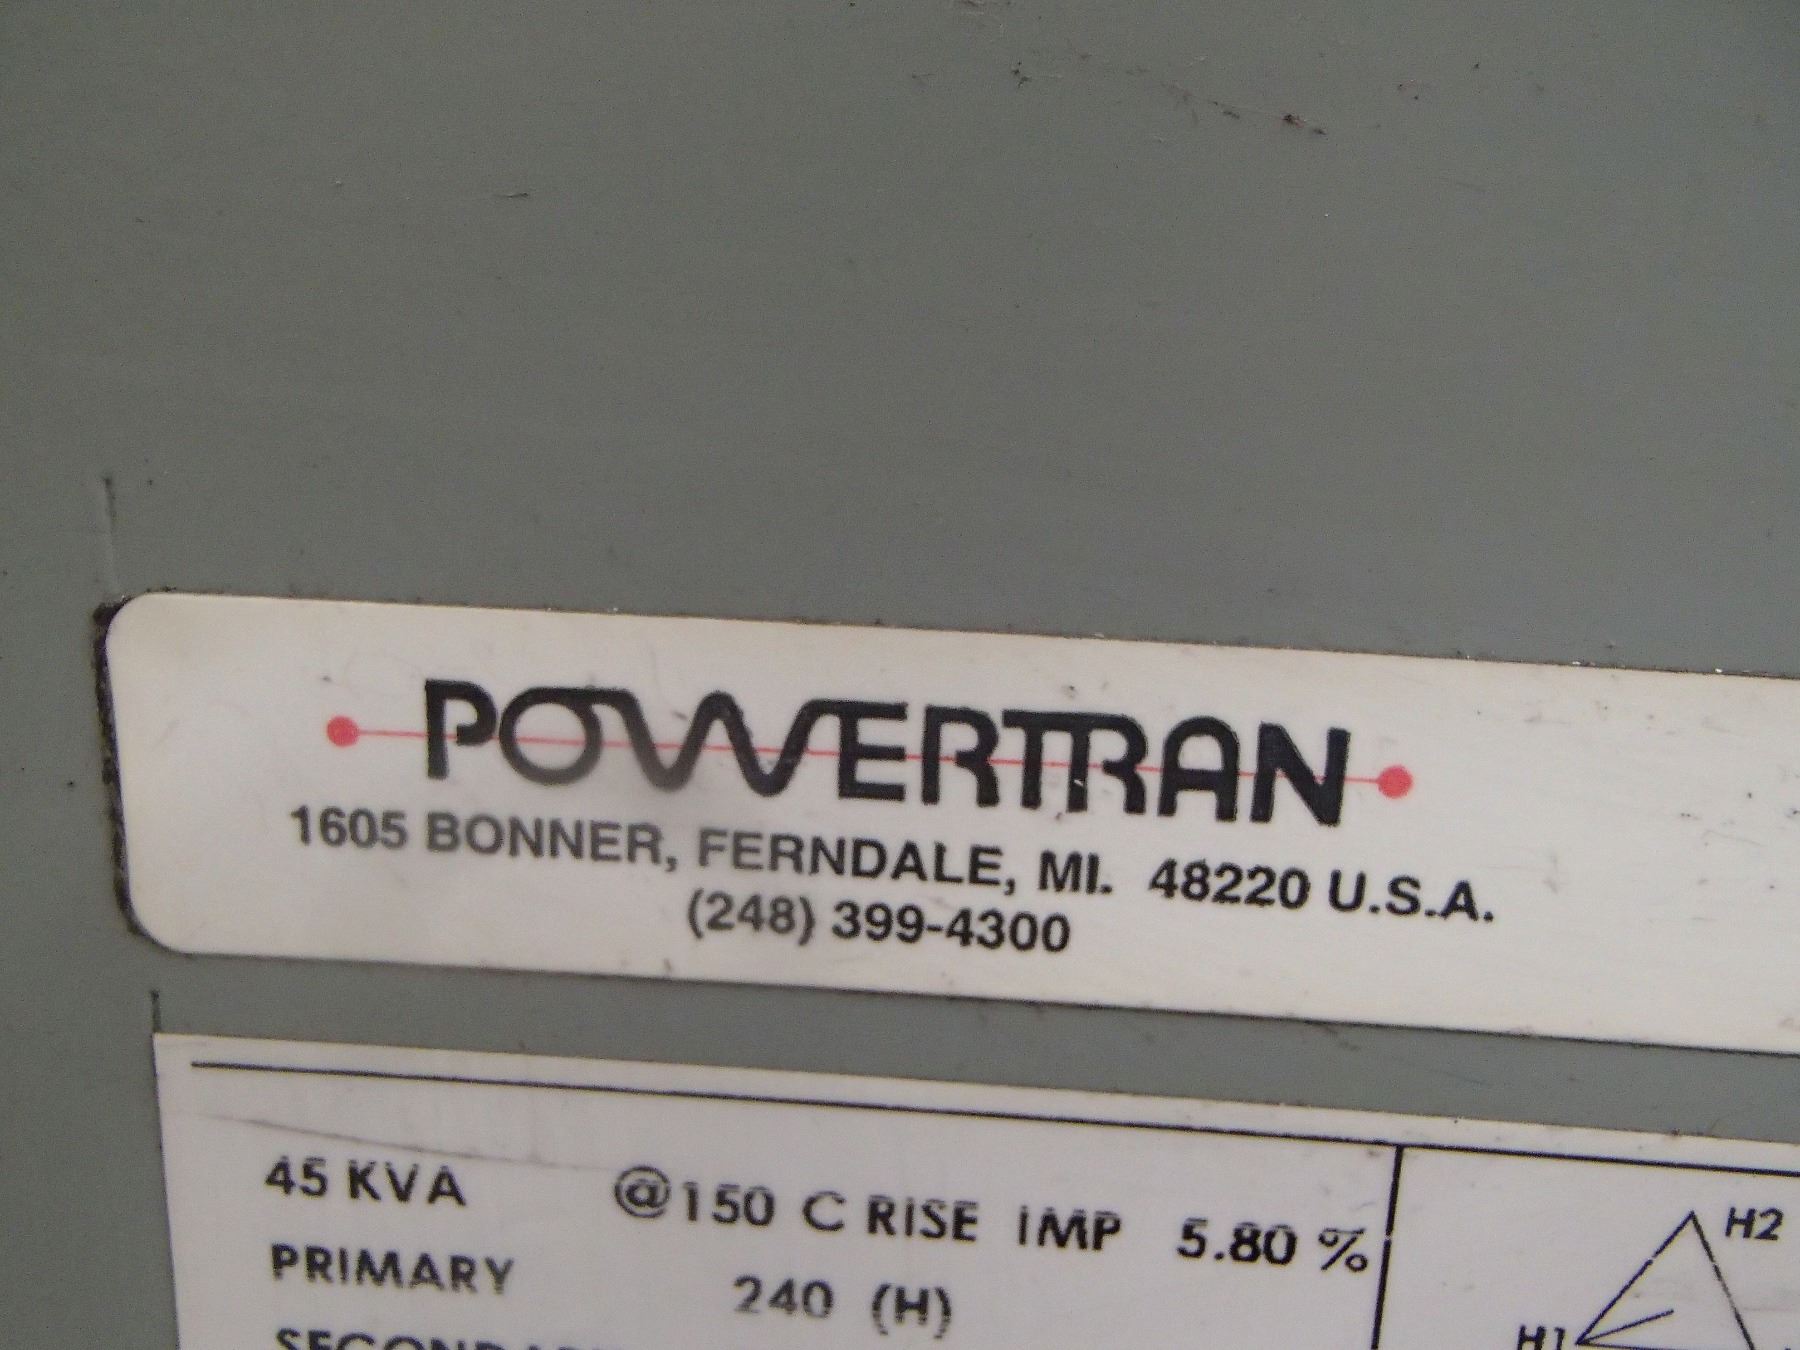 POWERTRAN
1605 BONNER, FERNDALE, MI. 48220 U.S.A.
(248) 399-4300
45 KVA @150 C RISE IMP 5.80 %
PRIMARY 240 (H)
H2
H1